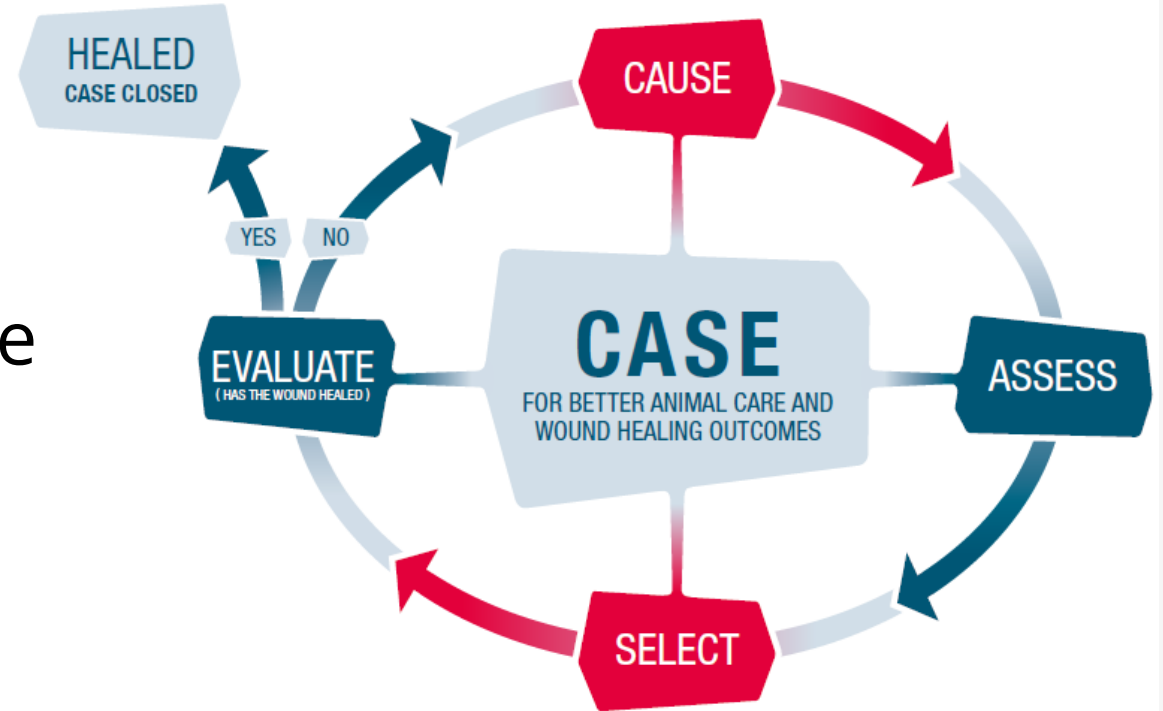 HEALED
CASE CLOSED
CAUSE
YES
NO
e
EVALUATE
( HAS THE WOUND HEALED )
CASE
FOR BETTER ANIMAL CARE AND
WOUND HEALING OUTCOMES
ASSESS
SELECT